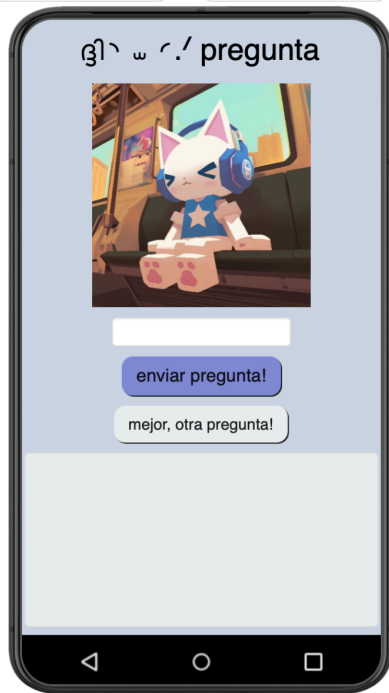 ദ്ദി◝ ⩊ ◜.ᐟ pregunta
enviar pregunta!
mejor, otra pregunta!